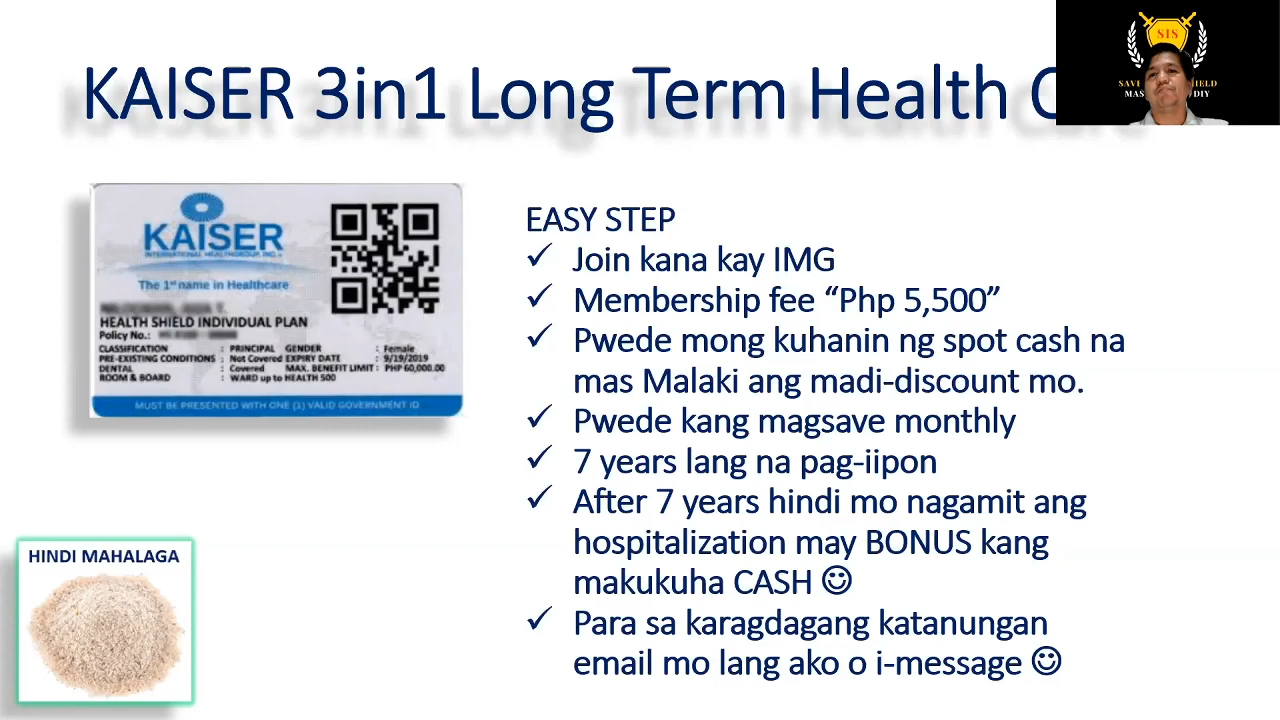 KAISER 3in1 Long Term Health
SIS
EASY STEP
✓ Join kana kay IMG
✓ Membership fee “Php 5,500”
✓ Pwede mong kuhanin ng spot cash na
mas Malaki ang madi-discount mo.
✓ Pwede kang magsave monthly
✓ 7 years lang na pag-iipon
✓ After 7 years hindi mo nagamit ang
hospitalization may BONUS kang
makukuha CASH ☺
✓ Para sa karagdagang katanungan
email mo lang ako o i-message ☺
KAISER
INTERNATIONAL HEALTHGROUP, INC.
The 1st name in Healthcare
HEALTH SHIELD INDIVIDUAL PLAN
Policy No.:
CLASSIFICATION : PRINCIPAL GENDER : Female
PRE-EXISTING CONDITIONS : Not Covered EXPIRY DATE : 9/19/2019
DENTAL : Covered MAX. BENEFIT LIMIT : PHP 60,000.00
ROOM & BOARD : WARD up to HEALTH 500
MUST BE PRESENTED WITH ONE (1) VALID GOVERNMENT ID
HINDI MAHALAGA